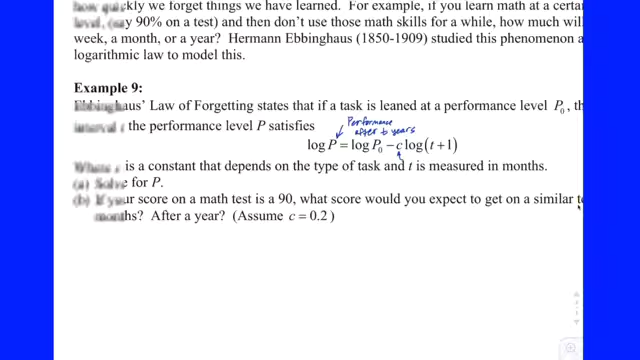 how quickly we forget things we have learned. For example, if you learn math at a certai
level, (say 90% on a test) and then don't use those math skills for a while, how much will
week, a month, or a year? Hermann Ebbinghaus (1850-1909) studied this phenomenon a
logarithmic law to model this.
Example 9:
Ebbinghaus' Law of Forgetting states that if a task is leaned at a performance level P₀, th
interval t the performance level P satisfies
Performance
after t years
log P = log P₀ − c log(t + 1)
Where c is a constant that depends on the type of task and t is measured in months.
(a) Solve for P.
(b) If your score on a math test is a 90, what score would you expect to get on a similar te
months? After a year? (Assume c = 0.2 )